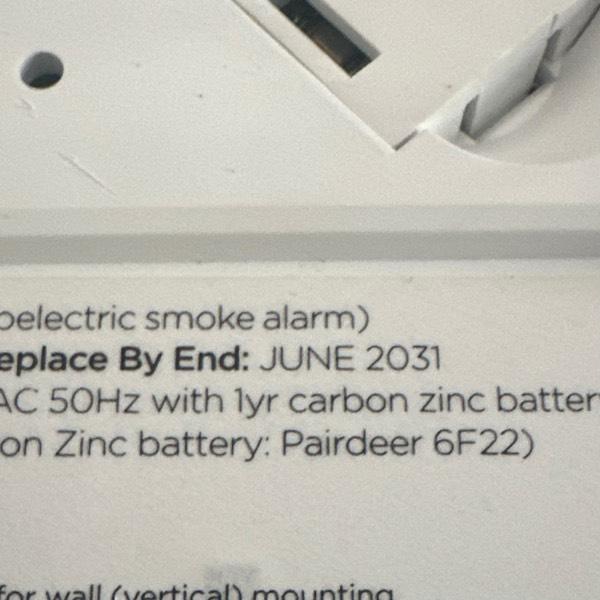 oelectric smoke alarm)
eplace By End: JUNE 2031
AC 50Hz with 1yr carbon zinc batter
on Zinc battery: Pairdeer 6F22)
for wall (vertical) mounting